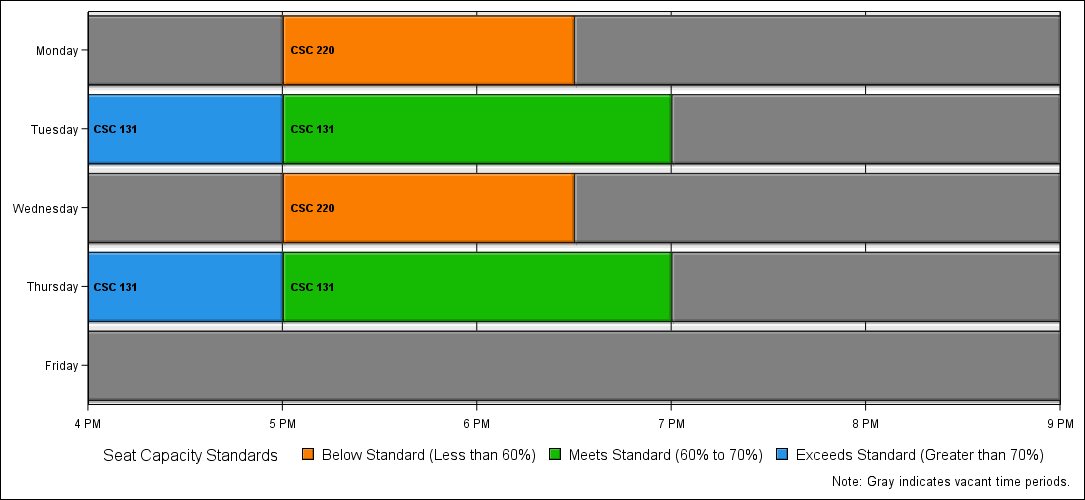 Monday
CSC 220
Tuesday
CSC 131
CSC 131
Wednesday
CSC 220
Thursday
CSC 131
CSC 131
Friday
4 PM 5 PM 6 PM 7 PM 8 PM 9 PM
Seat Capacity Standards Below Standard (Less than 60%) Meets Standard (60% to 70%) Exceeds Standard (Greater than 70%)
Note: Gray indicates vacant time periods.